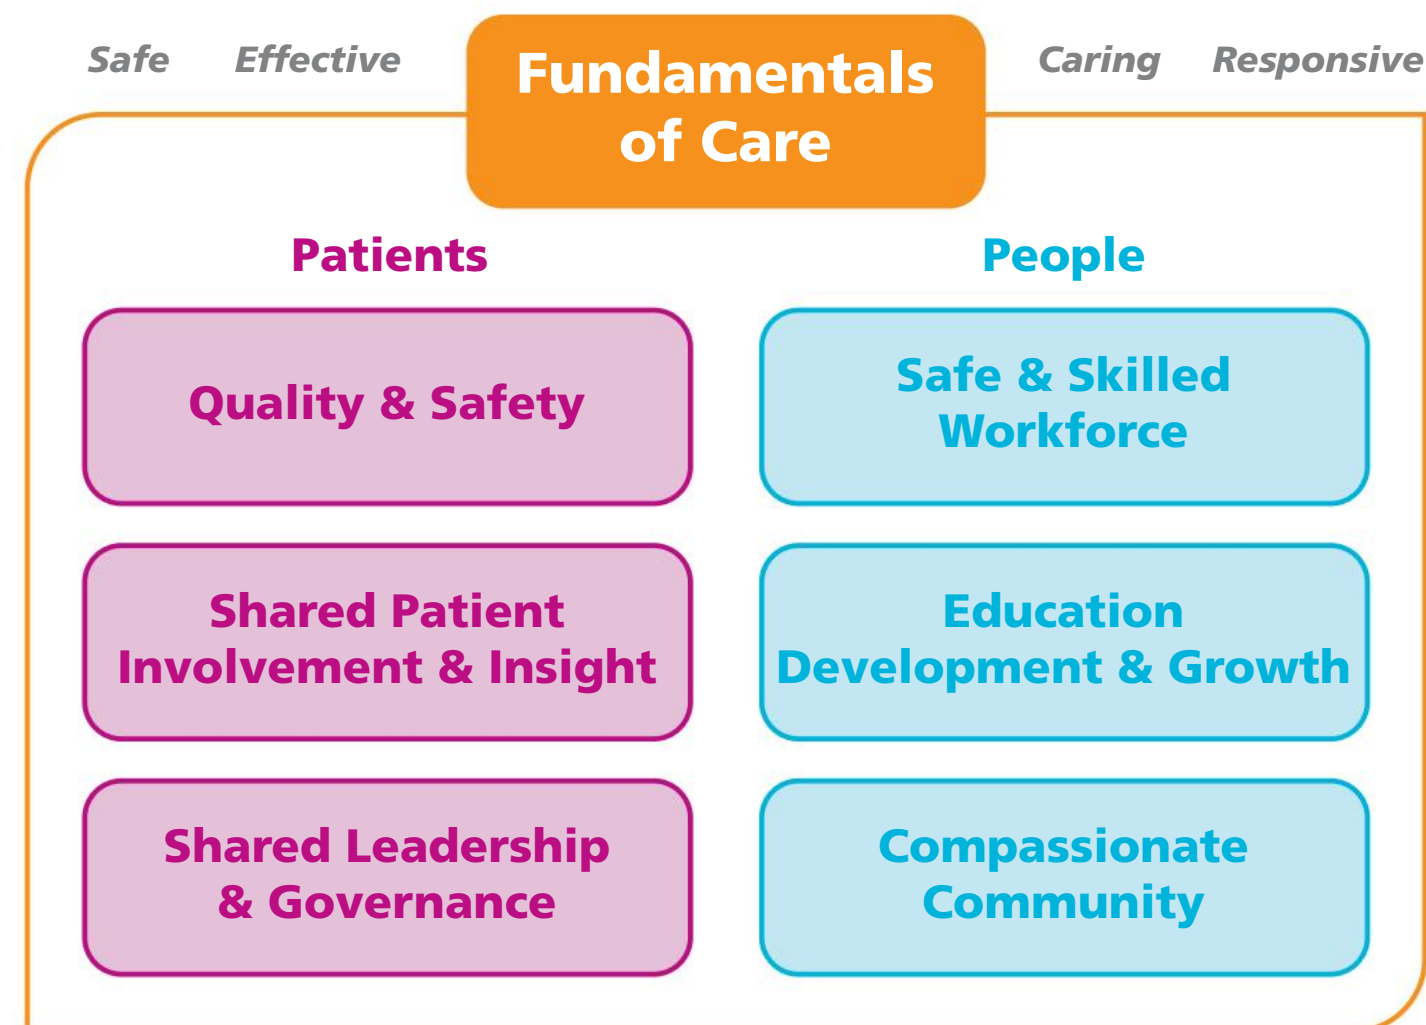 Safe Effective
Fundamentals
of Care
Caring Responsive
Patients
Quality & Safety
Shared Patient
Involvement & Insight
Shared Leadership
& Governance
People
Safe & Skilled
Workforce
Education
Development & Growth
Compassionate
Community